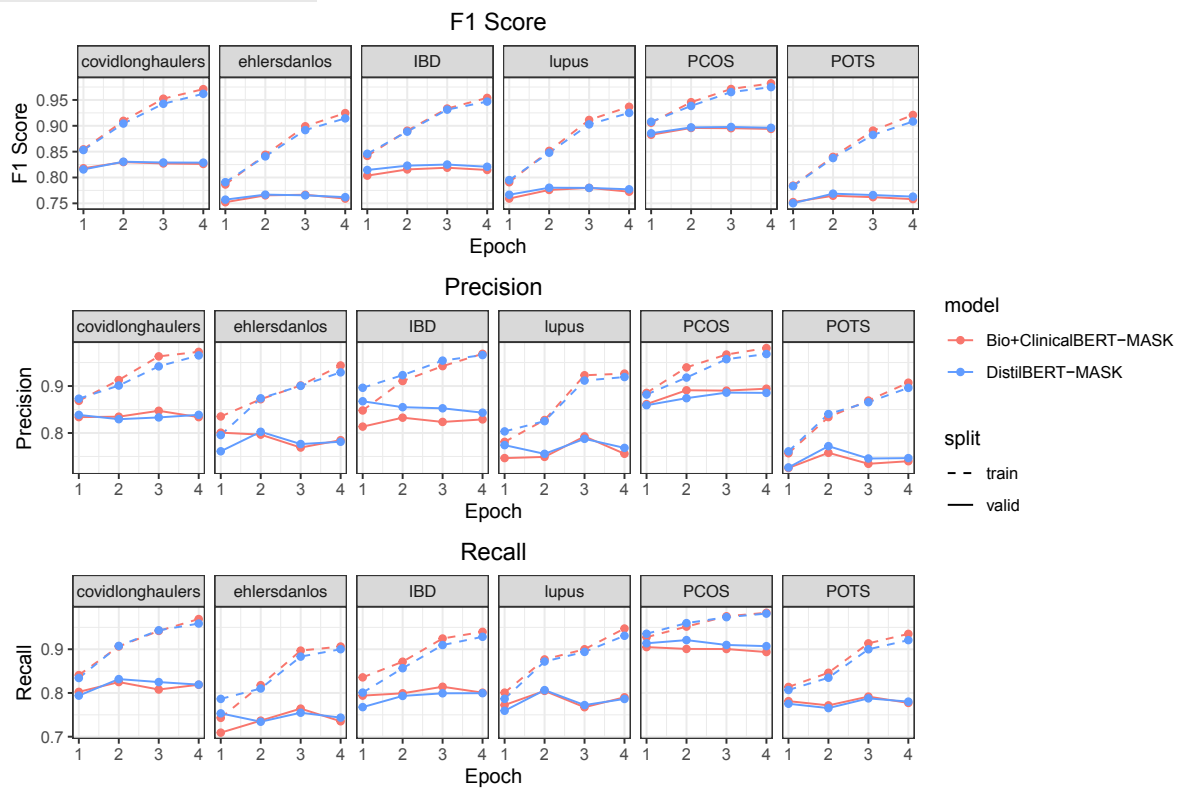 F1 Score
covidlonghaulers ehlersdanlos IBD lupus PCOS POTS
F1 Score
0.95
0.90
0.85
0.80
0.75
1 2 3 4 1 2 3 4 1 2 3 4 1 2 3 4 1 2 3 4 1 2 3 4
Epoch
Precision
covidlonghaulers ehlersdanlos IBD lupus PCOS POTS
Precision
0.9
0.8
1 2 3 4 1 2 3 4 1 2 3 4 1 2 3 4 1 2 3 4 1 2 3 4
Epoch
model
Bio+ClinicalBERT−MASK
DistilBERT−MASK
split
train
valid
Recall
covidlonghaulers ehlersdanlos IBD lupus PCOS POTS
Recall
0.9
0.8
0.7
1 2 3 4 1 2 3 4 1 2 3 4 1 2 3 4 1 2 3 4 1 2 3 4
Epoch